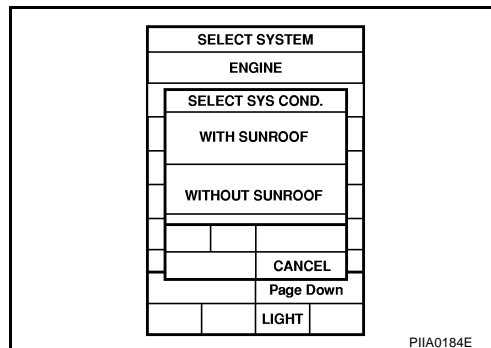 SELECT SYSTEM
ENGINE
SELECT SYS COND.
WITH SUNROOF
WITHOUT SUNROOF
CANCEL
Page Down
LIGHT
PIIA0184E